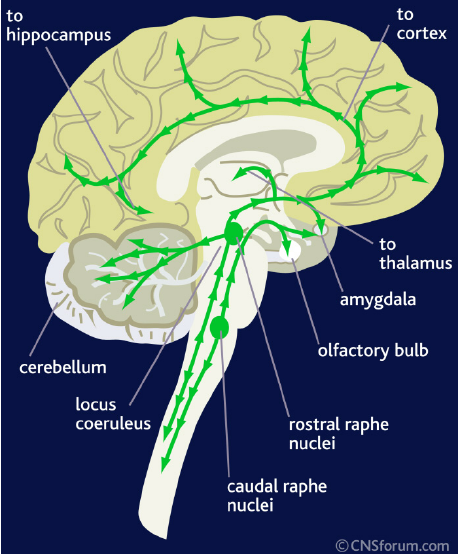 to
hippocampus
to
cortex
to
thalamus
amygdala
olfactory bulb
cerebellum
locus
coeruleus
rostral raphe
nuclei
caudal raphe
nuclei
© CNSforum.com